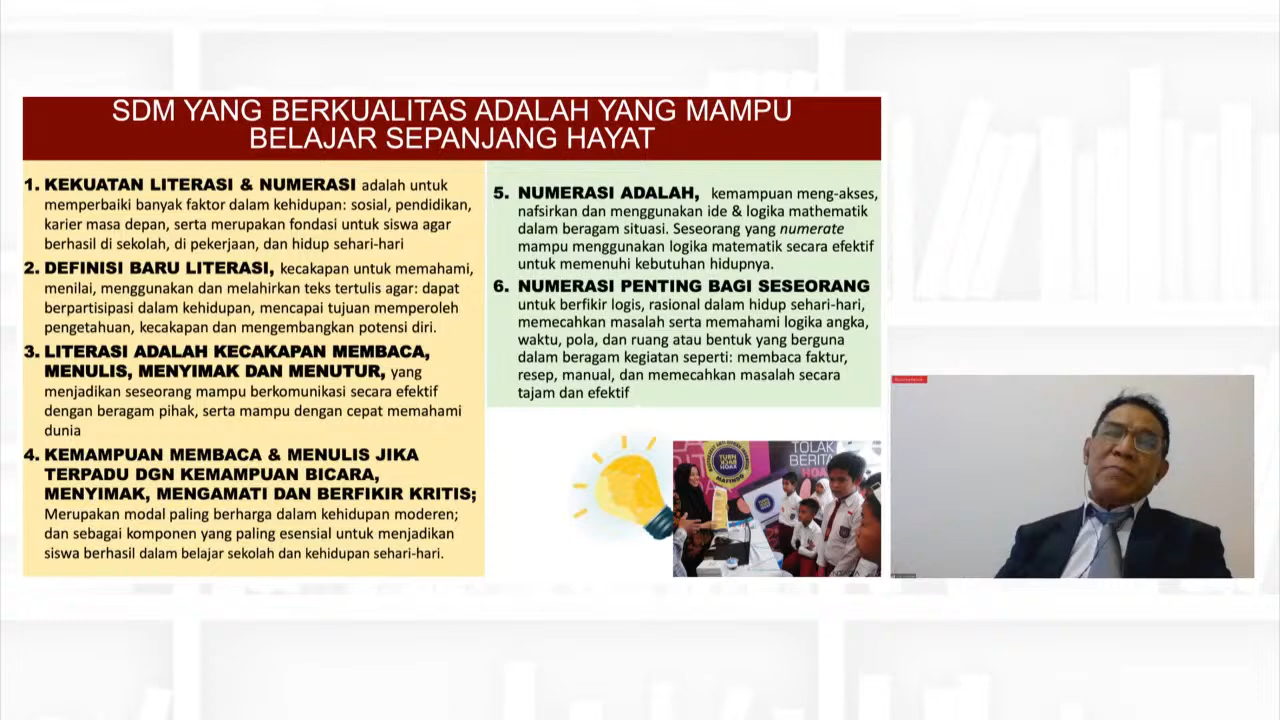 SDM YANG BERKUALITAS ADALAH YANG MAMPU
BELAJAR SEPANJANG HAYAT
1. KEKUATAN LITERASI & NUMERASI adalah untuk
memperbaiki banyak faktor dalam kehidupan: sosial, pendidikan,
karier masa depan, serta merupakan fondasi untuk siswa agar
berhasil di sekolah, di pekerjaan, dan hidup sehari-hari
2. DEFINISI BARU LITERASI, kecakapan untuk memahami,
menilai, menggunakan dan melahirkan teks tertulis agar: dapat
berpartisipasi dalam kehidupan, mencapai tujuan memperoleh
pengetahuan, kecakapan dan mengembangkan potensi diri.
3. LITERASI ADALAH KECAKAPAN MEMBACA,
MENULIS, MENYIMAK DAN MENUTUR, yang
menjadikan seseorang mampu berkomunikasi secara efektif
dengan beragam pihak, serta mampu dengan cepat memahami
dunia
4. KEMAMPUAN MEMBACA & MENULIS JIKA
TERPADU DGN KEMAMPUAN BICARA,
MENYIMAK, MENGAMATI DAN BERFIKIR KRITIS;
Merupakan modal paling berharga dalam kehidupan moderen;
dan sebagai komponen yang paling esensial untuk menjadikan
siswa berhasil dalam belajar sekolah dan kehidupan sehari-hari.
5. NUMERASI ADALAH, kemampuan meng-akses,
nafsirkan dan menggunakan ide & logika mathematik
dalam beragam situasi. Seseorang yang numerate
mampu menggunakan logika matematik secara efektif
untuk memenuhi kebutuhan hidupnya.
6. NUMERASI PENTING BAGI SESEORANG
untuk berfikir logis, rasional dalam hidup sehari-hari,
memecahkan masalah serta memahami logika angka,
waktu, pola, dan ruang atau bentuk yang berguna
dalam beragam kegiatan seperti: membaca faktur,
resep, manual, dan memecahkan masalah secara
tajam dan efektif
TOLAK
BERITA
HOAX
TURN
BACK
HOAX
MAFINDO